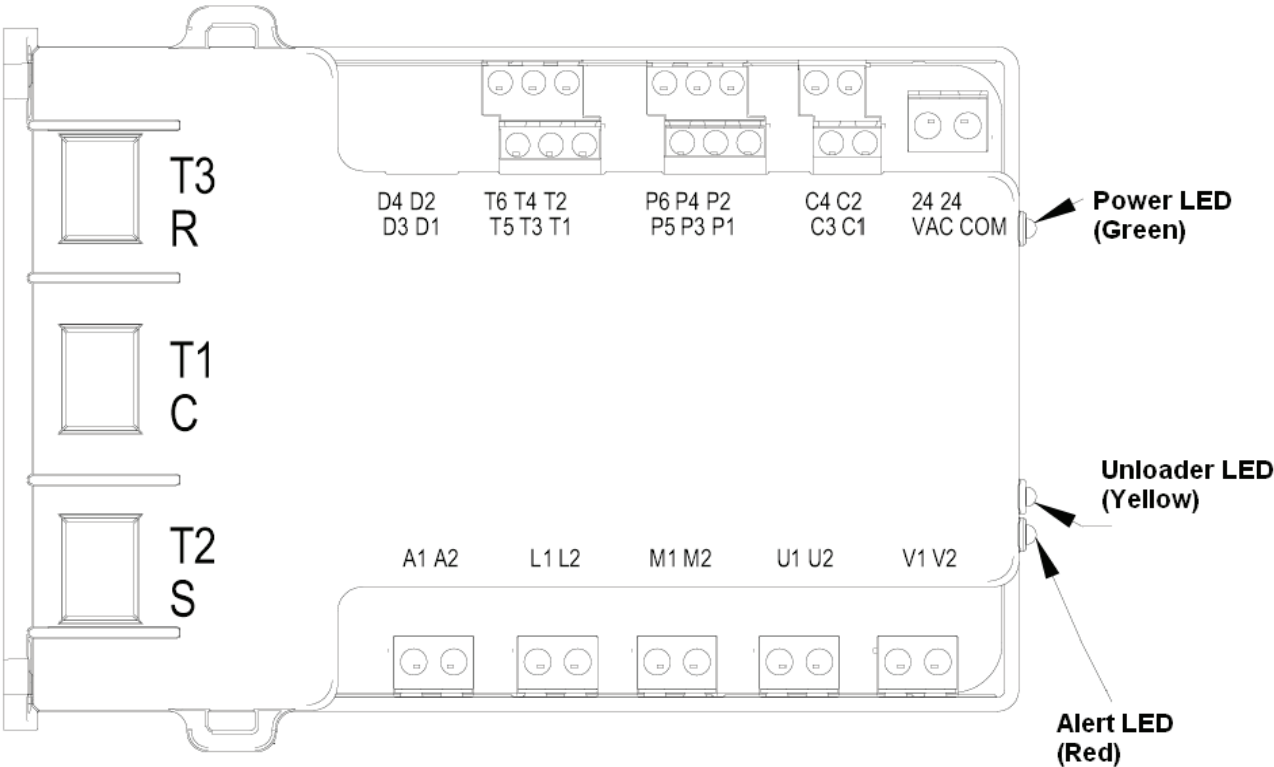 T3
R
T1
C
T2
S
D4 D2
D3 D1
T6 T4 T2
T5 T3 T1
P6 P4 P2
P5 P3 P1
C4 C2
C3 C1
24 24
VAC COM
Power LED
(Green)
Unloader LED
(Yellow)
A1 A2
L1 L2
M1 M2
U1 U2
V1 V2
Alert LED
(Red)